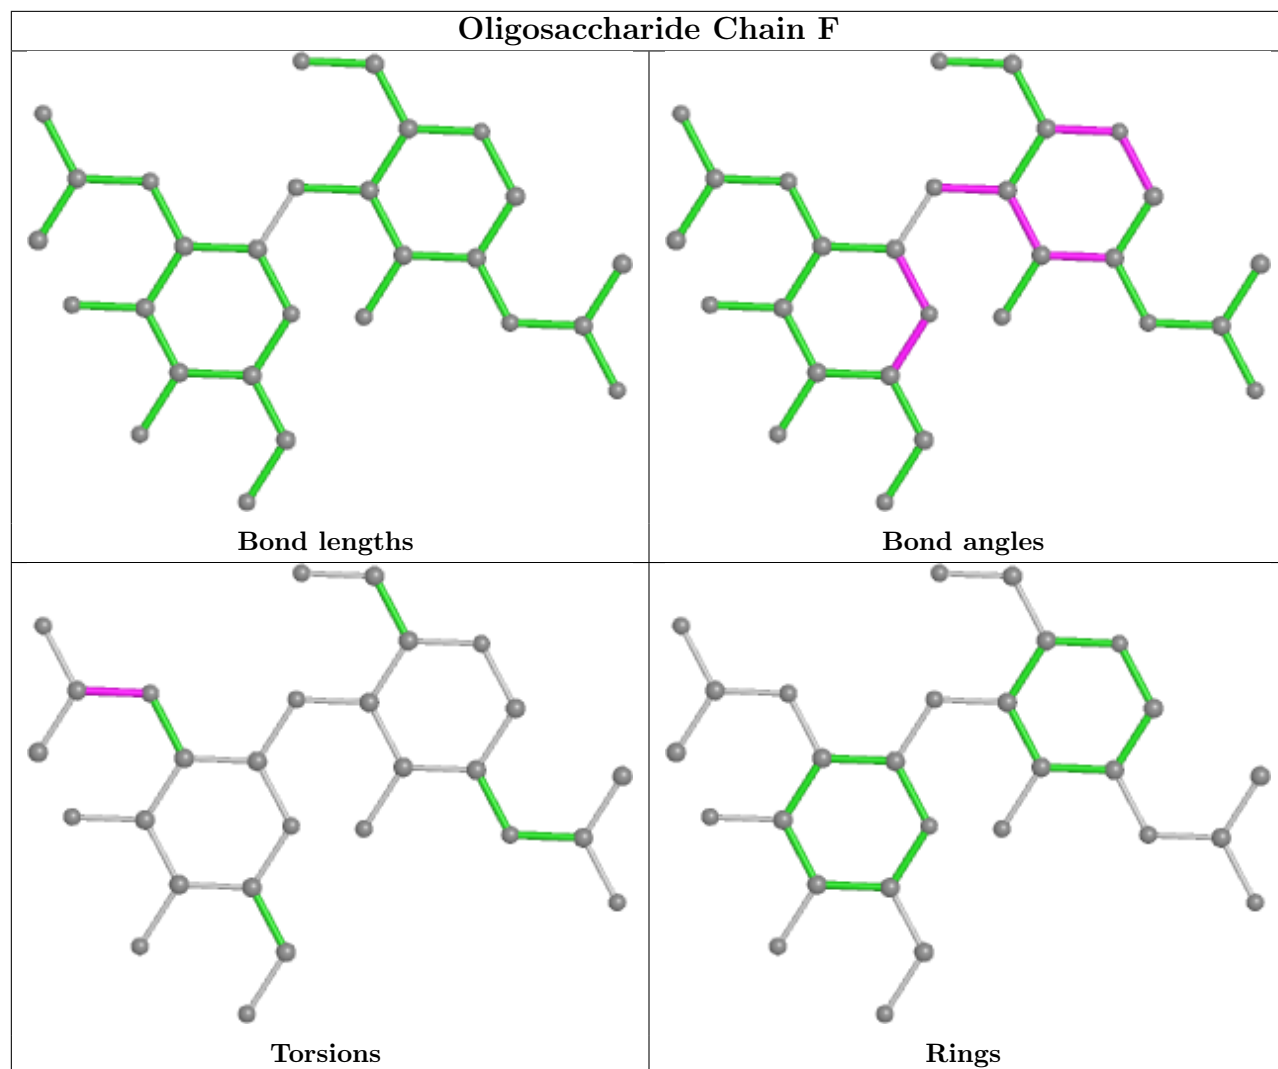 Oligosaccharide Chain F
Bond lengths
Bond angles
Torsions
Rings